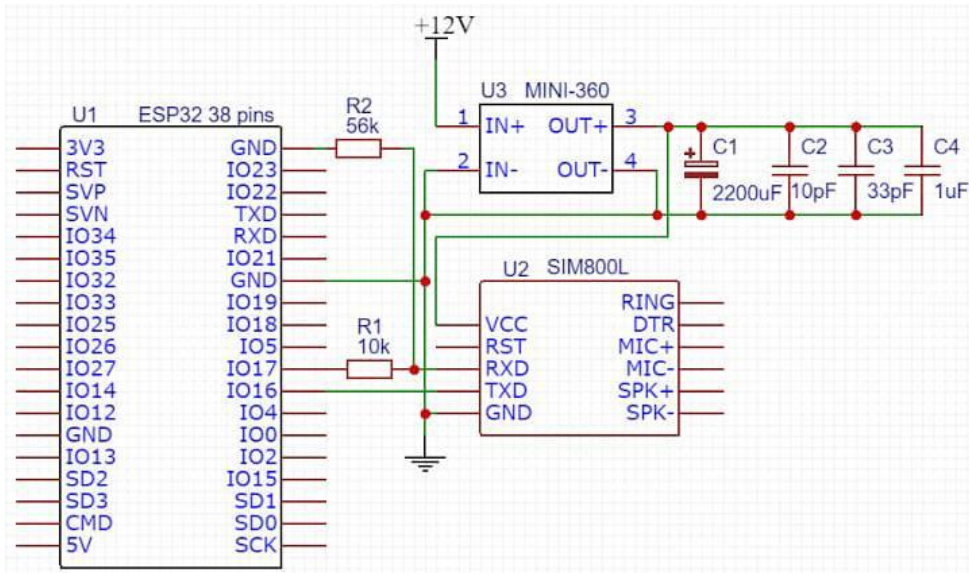 +12V
U3 MINI-360
1 IN+ OUT+ 3
2 IN- OUT- 4
C1
2200uF
C2
10pF
C3
33pF
C4
1uF
U1 ESP32 38 pins
3V3 GND
RST IO23
SVP IO22
SVN TXD
IO34 RXD
IO35 IO21
IO32 GND
IO33 IO19
IO25 IO18
IO26 IO5
IO27 IO17
IO14 IO16
IO12 IO4
GND IO0
IO13 IO2
SD2 IO15
SD3 SD1
CMD SD0
5V SCK
R2
56k
R1
10k
U2 SIM800L
RING
VCC DTR
RST MIC+
RXD MIC-
TXD SPK+
GND SPK-